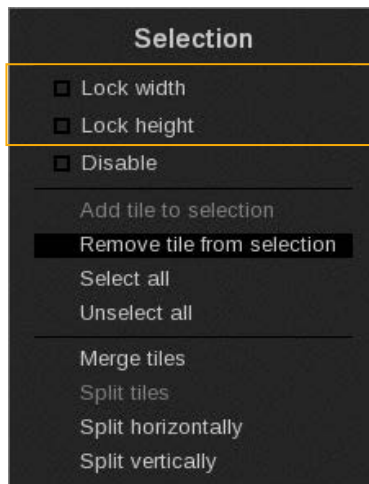 Selection
Lock width
Lock height
Disable
Add tile to selection
Remove tile from selection
Select all
Unselect all
Merge tiles
Split tiles
Split horizontally
Split vertically